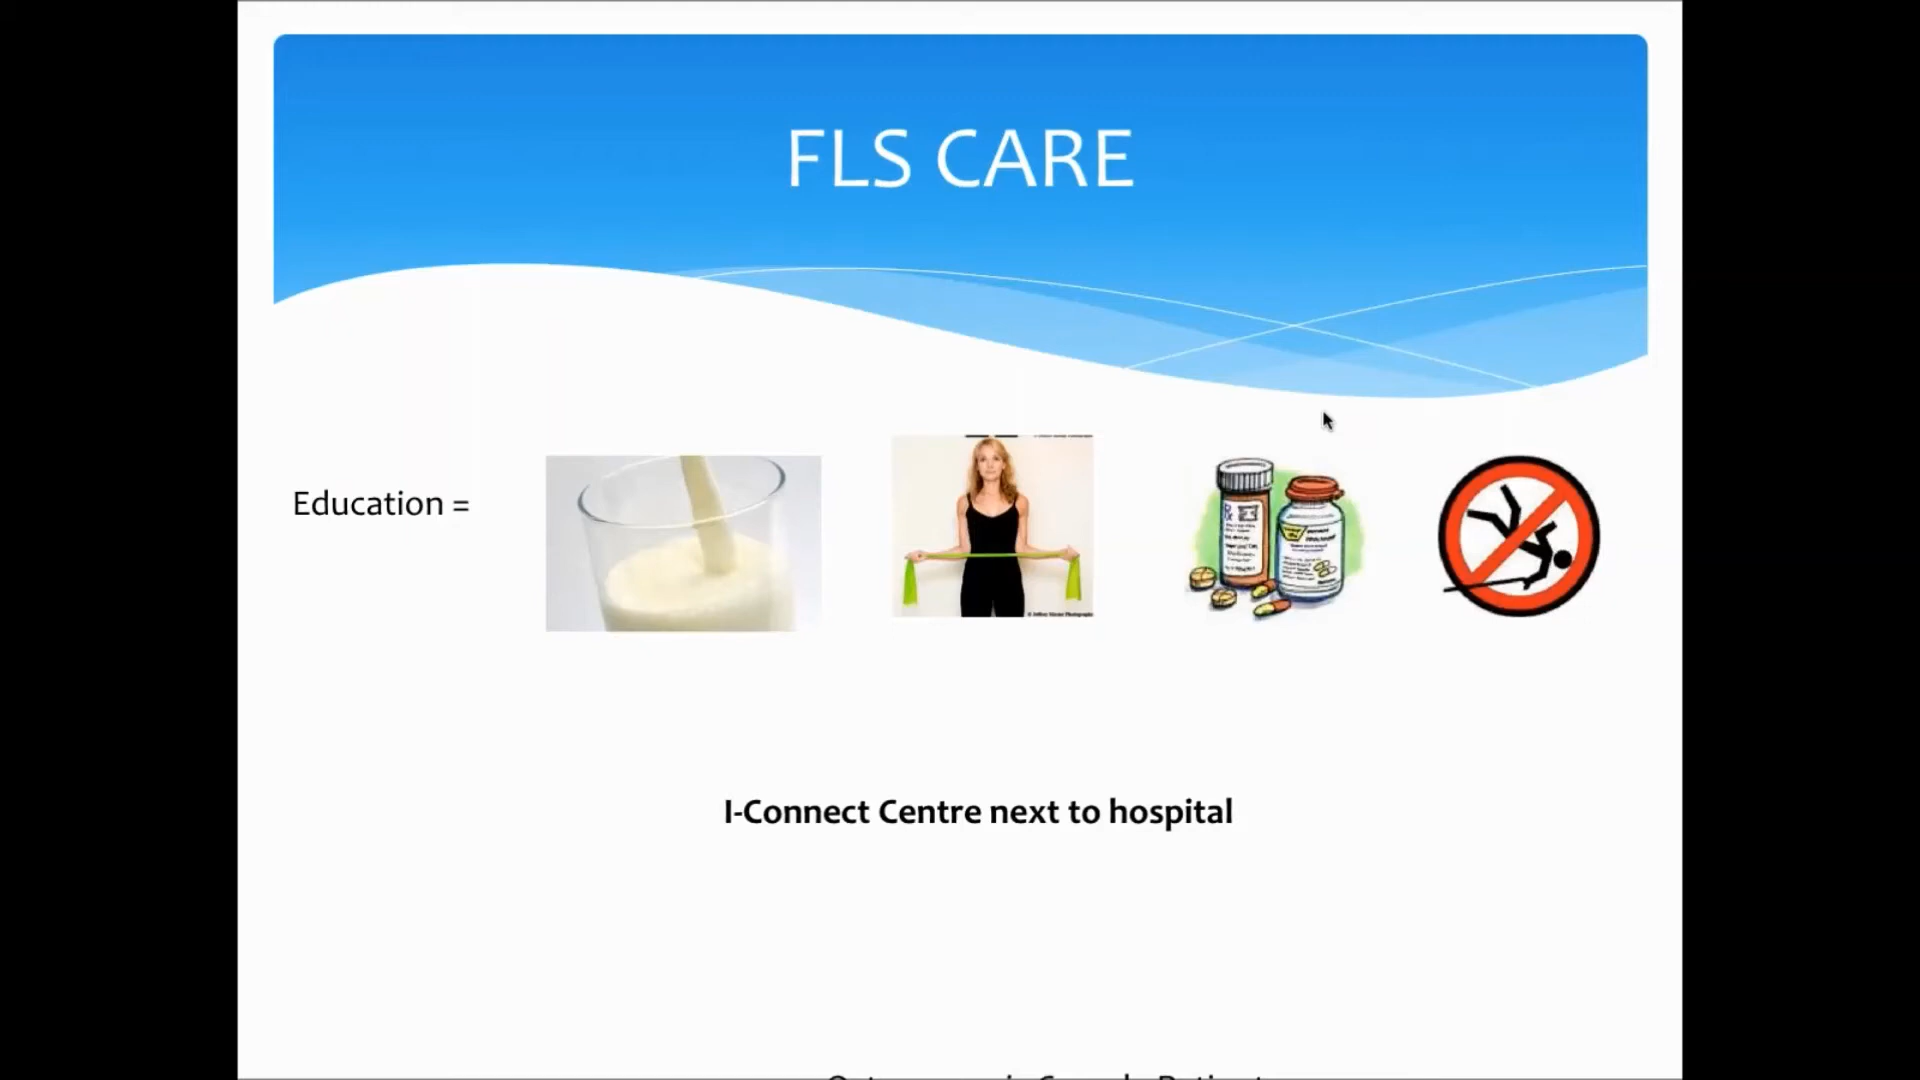 FLS CARE
Education =
I-Connect Centre next to hospital